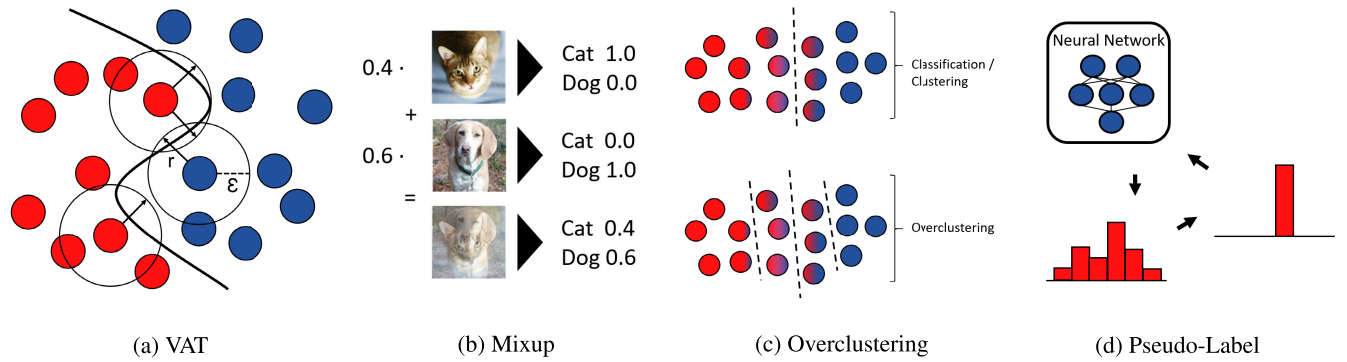 r
ε
(a) VAT
0.4 ·
Cat 1.0
Dog 0.0
+
0.6 ·
Cat 0.0
Dog 1.0
=
Cat 0.4
Dog 0.6
(b) Mixup
Classification /
Clustering
Overclustering
(c) Overclustering
Neural Network
(d) Pseudo-Label